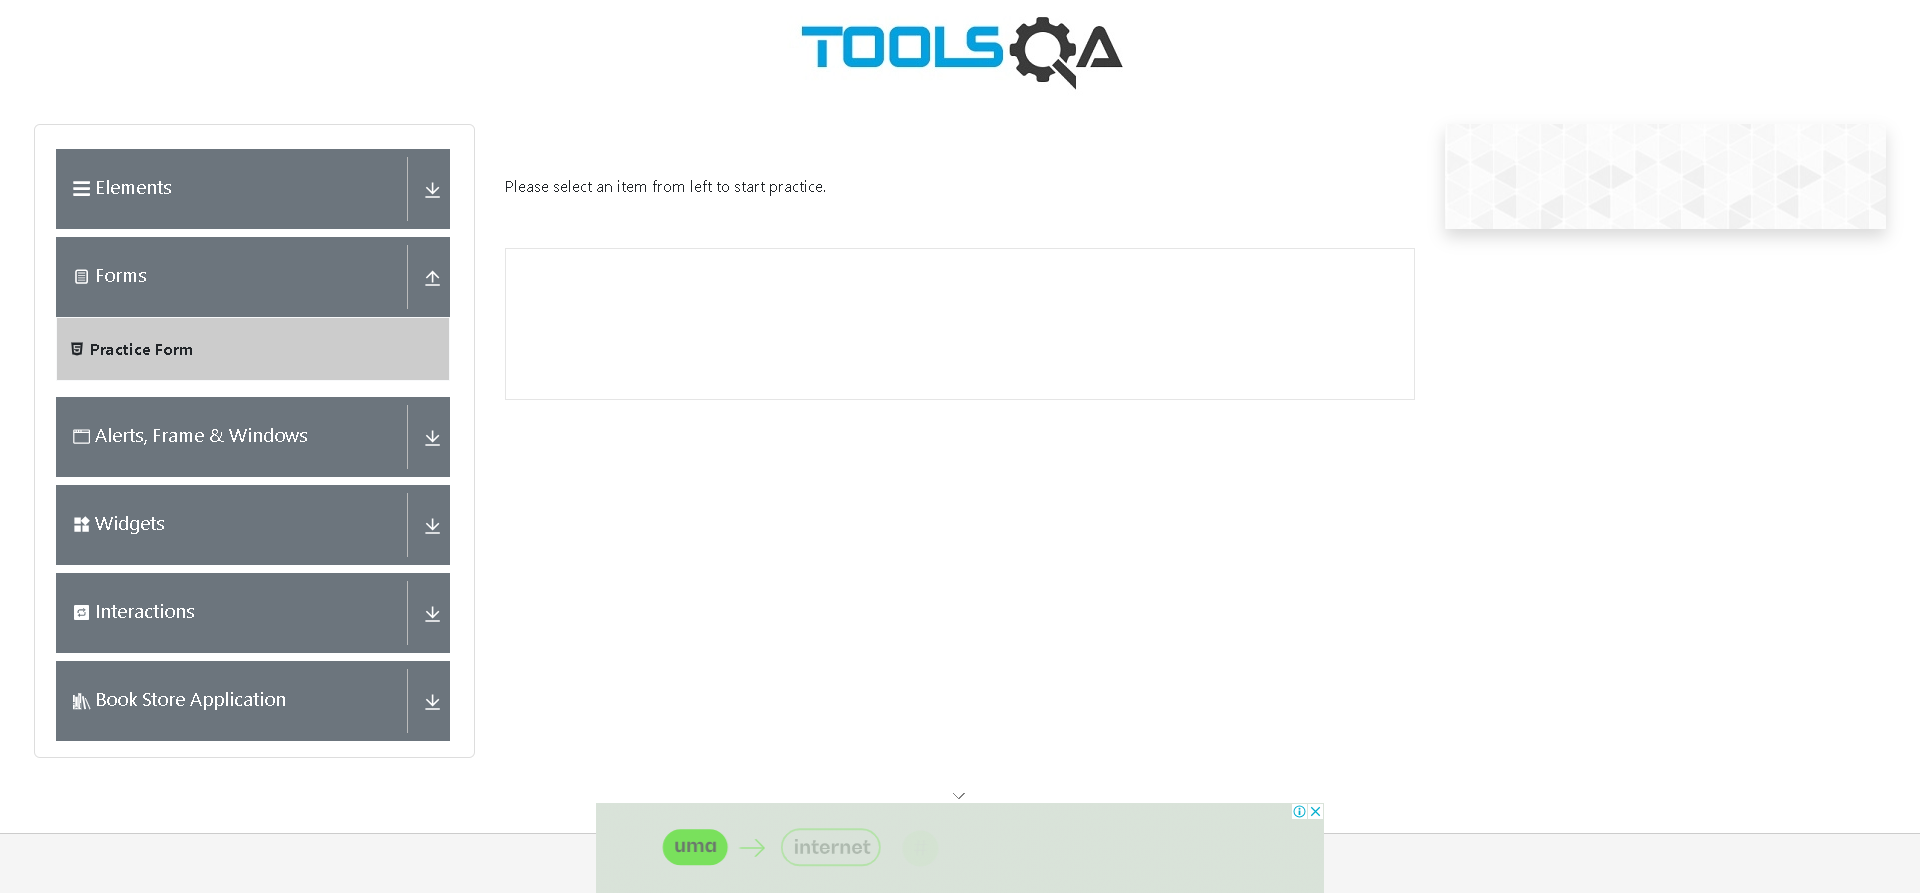 TOOLSQA
Elements
Forms
Practice Form
Alerts, Frame & Windows
Widgets
Interactions
Book Store Application
Please select an item from left to start practice.
uma
internet